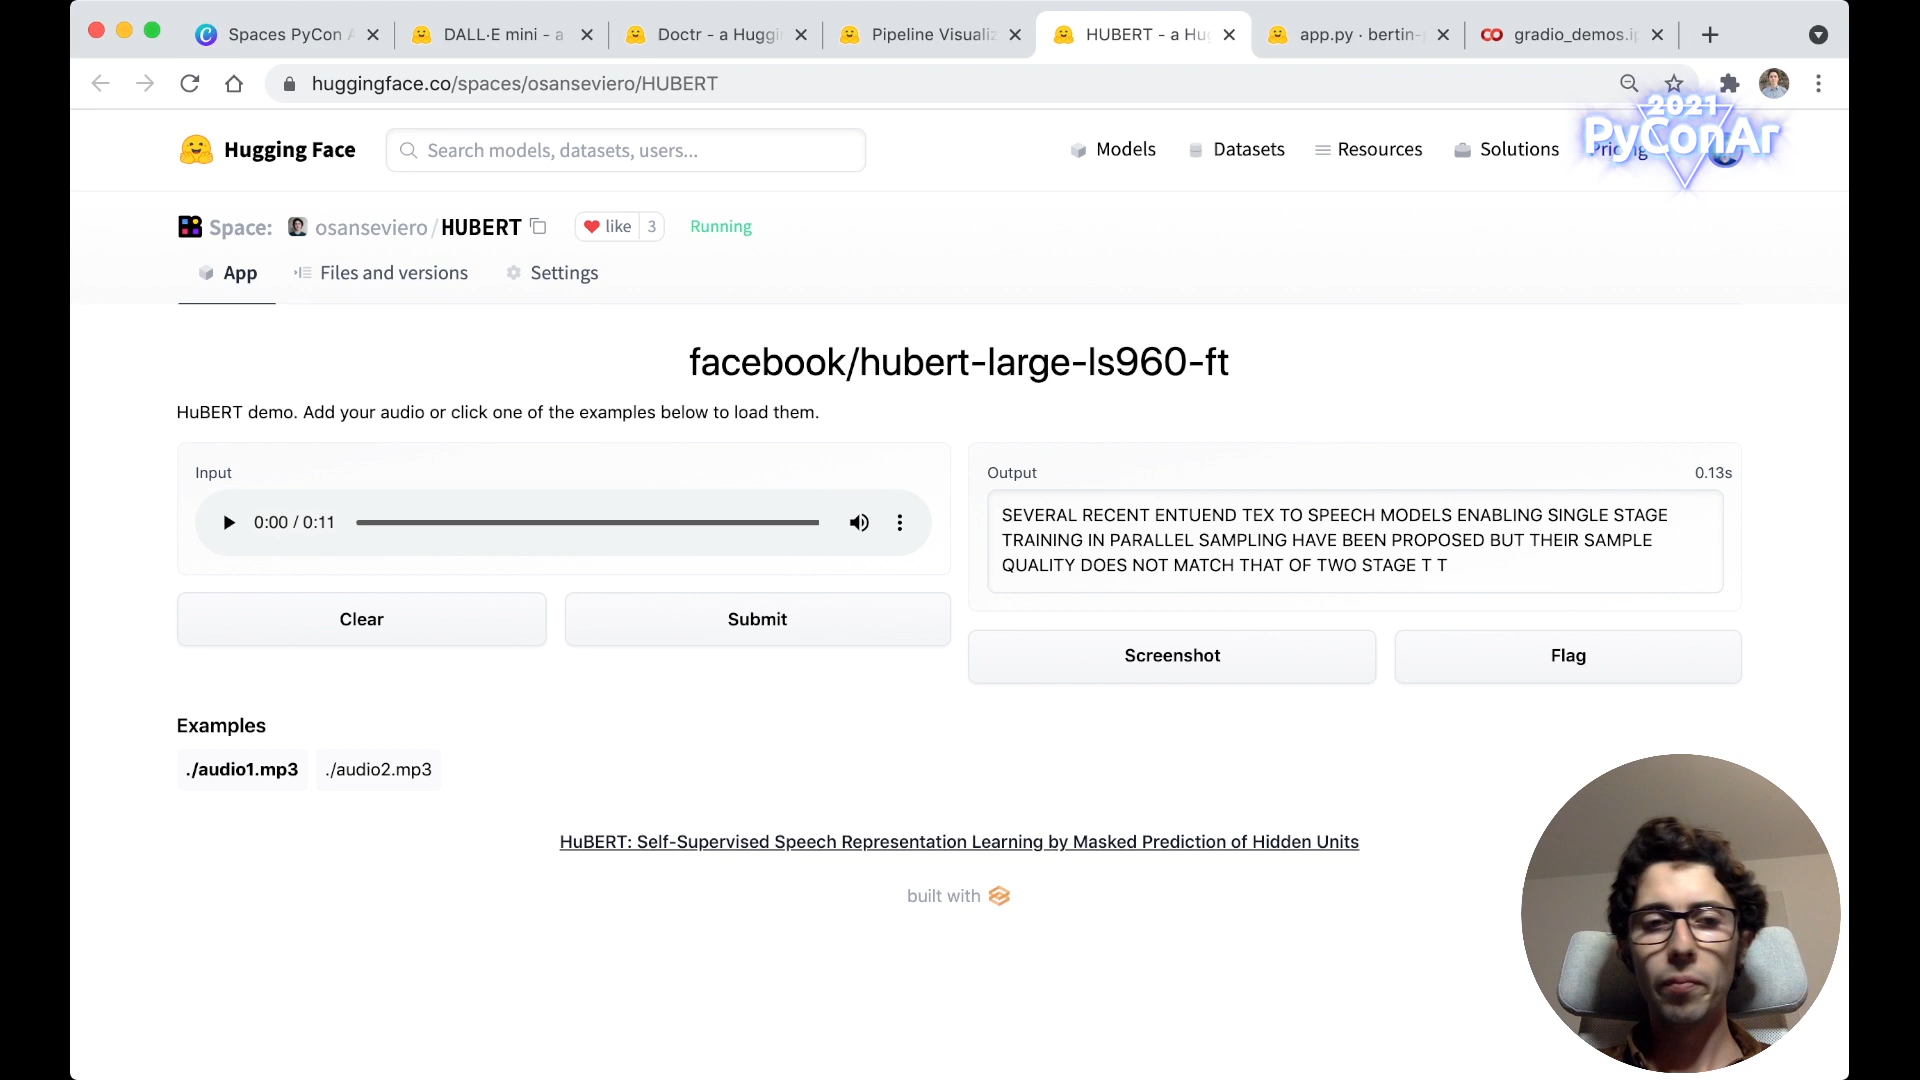 Spaces PyCon A
DALL·E mini - a
Doctr - a Huggi
Pipeline Visualiz
HUBERT - a Hug
app.py · bertin-
gradio_demos.ip
huggingface.co/spaces/osanseviero/HUBERT
2021
PyConAr
Hugging Face
Search models, datasets, users...
Models
Datasets
Resources
Solutions
Pricing
Space: osanseviero/HUBERT
like 3
Running
App
Files and versions
Settings
facebook/hubert-large-ls960-ft
HuBERT demo. Add your audio or click one of the examples below to load them.
Input
0:00 / 0:11
Clear
Submit
Output
0.13s
SEVERAL RECENT ENTUEND TEX TO SPEECH MODELS ENABLING SINGLE STAGE
TRAINING IN PARALLEL SAMPLING HAVE BEEN PROPOSED BUT THEIR SAMPLE
QUALITY DOES NOT MATCH THAT OF TWO STAGE T T
Screenshot
Flag
Examples
./audio1.mp3
./audio2.mp3
HuBERT: Self-Supervised Speech Representation Learning by Masked Prediction of Hidden Units
built with